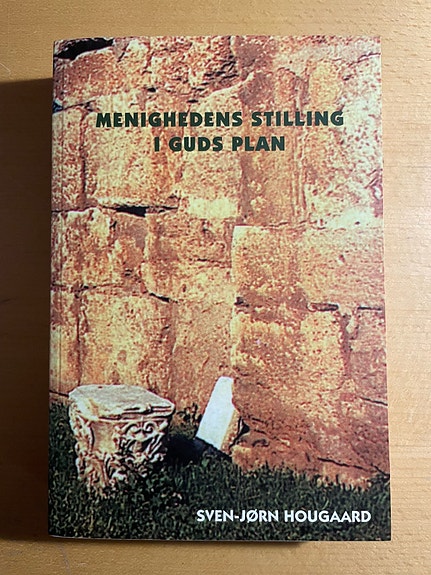 MENIGHEDENS STILLING
I GUDS PLAN
SVEN-JØRN HOUGAARD